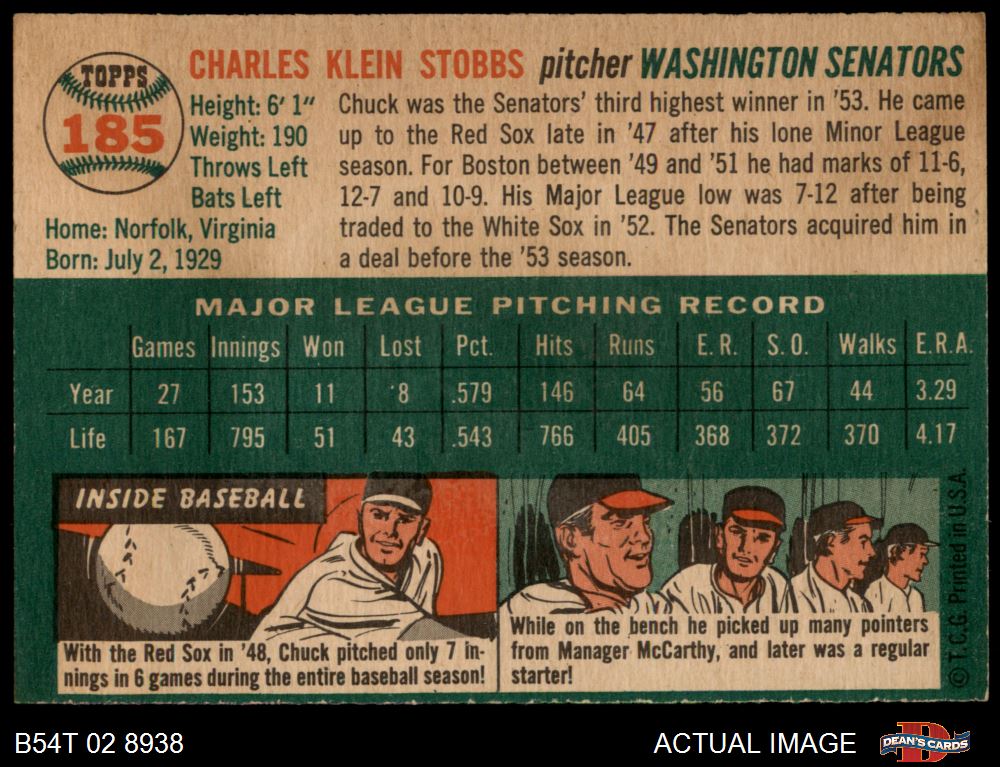 TOPPS
185
CHARLES KLEIN STOBBS pitcher WASHINGTON SENATORS
Height: 6' 1"
Weight: 190
Throws Left
Bats Left
Home: Norfolk, Virginia
Born: July 2, 1929
Chuck was the Senators' third highest winner in '53. He came
up to the Red Sox late in '47 after his lone Minor League
season. For Boston between '49 and '51 he had marks of 11-6,
12-7 and 10-9. His Major League low was 7-12 after being
traded to the White Sox in '52. The Senators acquired him in
a deal before the '53 season.
MAJOR LEAGUE PITCHING RECORD
Games Innings Won Lost Pct. Hits Runs E. R. S. O. Walks E.R.A.
Year 27 153 11 8 .579 146 64 56 67 44 3.29
Life 167 795 51 43 .543 766 405 368 372 370 4.17
INSIDE BASEBALL
With the Red Sox in '48, Chuck pitched only 7 in-
nings in 6 games during the entire baseball season!
While on the bench he picked up many pointers
from Manager McCarthy, and later was a regular
starter!
© T.C.G. Printed in U.S.A.
B54T 02 8938
ACTUAL IMAGE
DEAN'S CARDS